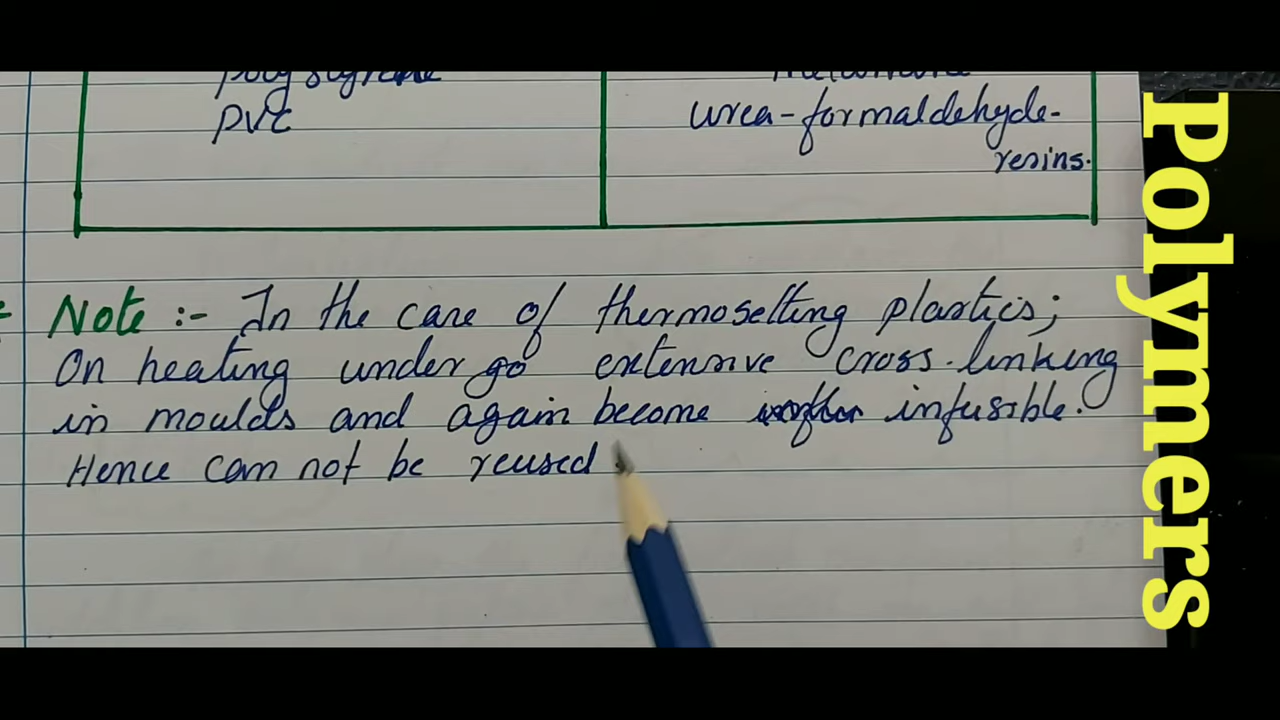 PVC
urea-formaldehyde-
resins.
Note :- In the case of thermosetting plastics;
On heating undergo extensive cross-linking
in moulds and again become infusible.
Hence can not be reused
Polymers